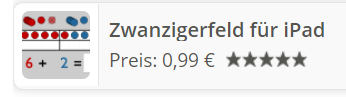 Zwanzigerfeld für iPad
Preis: 0,99 € ★★★★★
6 + 2 =